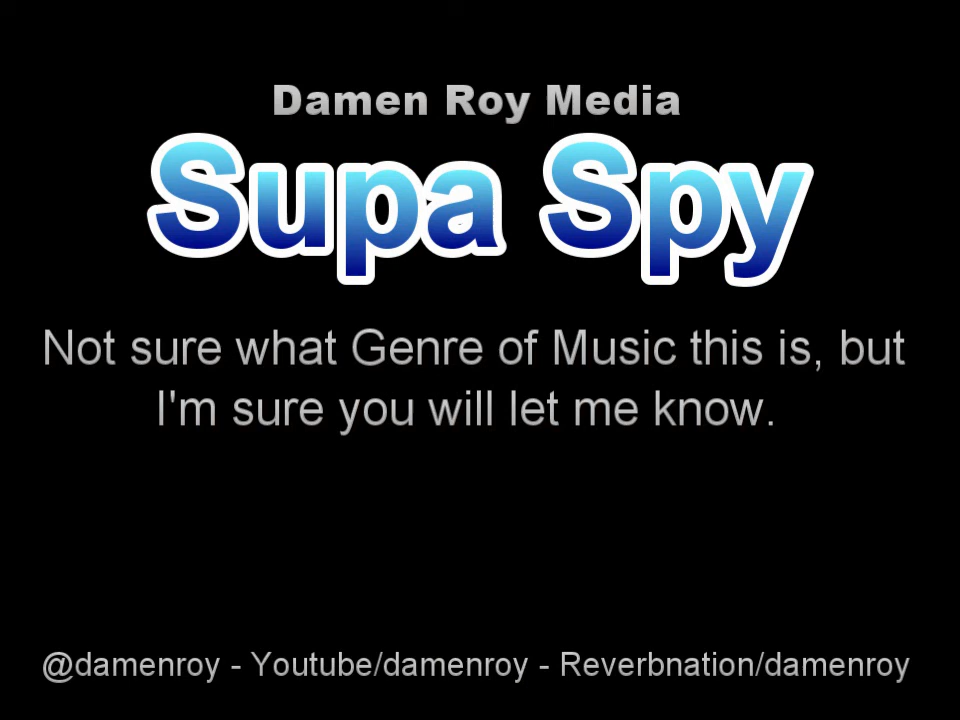 Damen Roy Media
Supa Spy
Not sure what Genre of Music this is, but
I'm sure you will let me know.
@damenroy - Youtube/damenroy - Reverbnation/damenroy